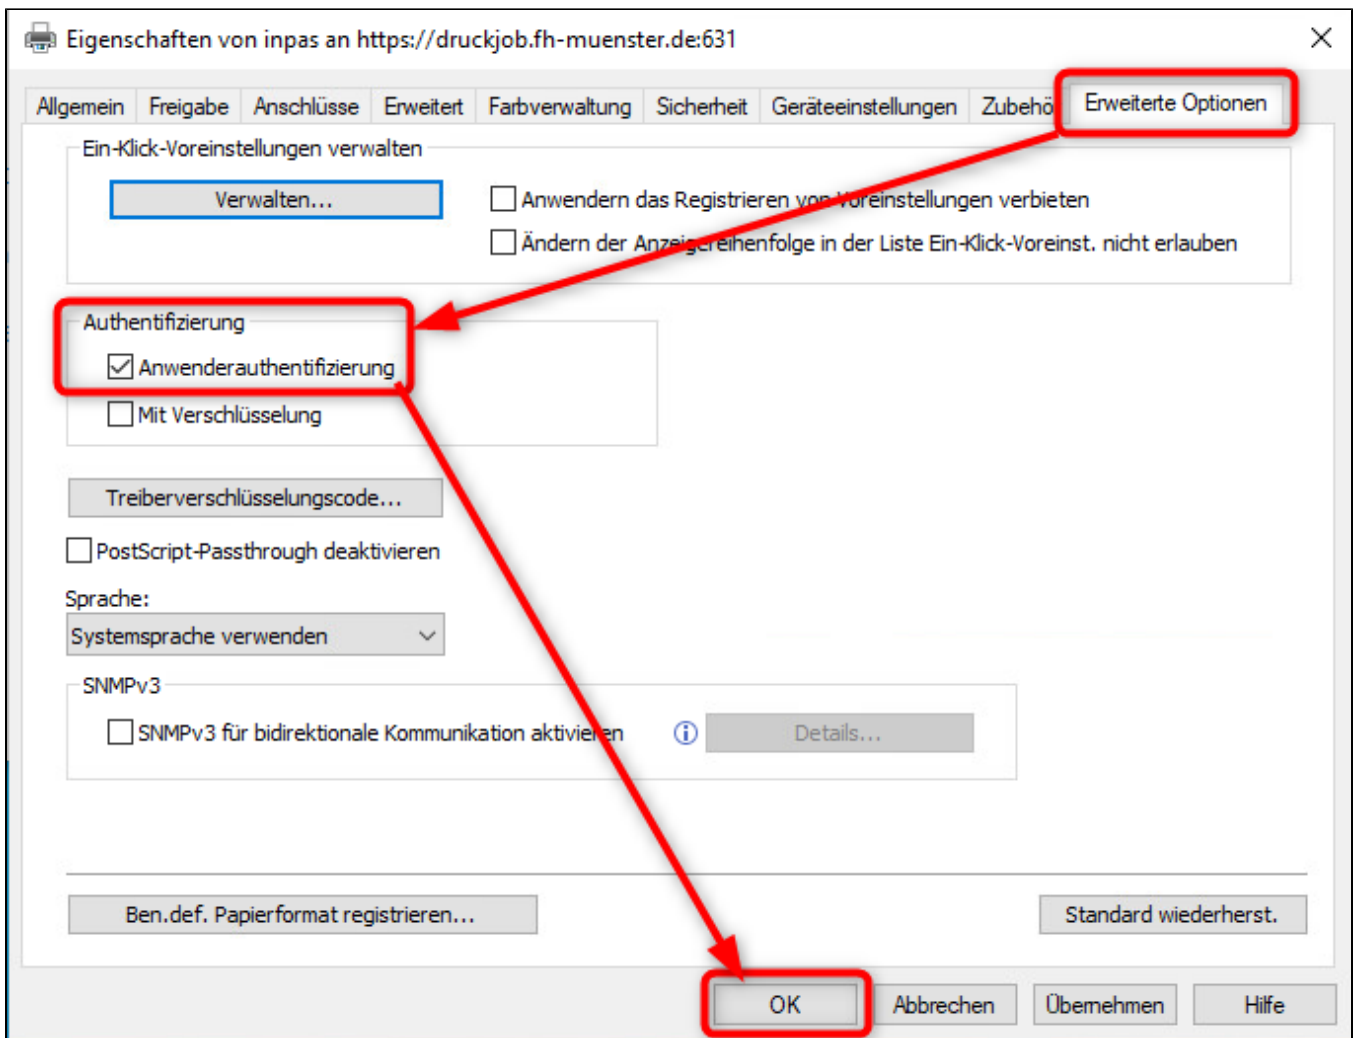 Eigenschaften von inpas an https://druckjob.fh-muenster.de:631
Allgemein Freigabe Anschlüsse Erweitert Farbverwaltung Sicherheit Geräteeinstellungen Zubehö Erweiterte Optionen
Ein-Klick-Voreinstellungen verwalten
Verwalten... Anwendern das Registrieren von Voreinstellungen verbieten
Ändern der Anzeigereihenfolge in der Liste Ein-Klick-Voreinst. nicht erlauben
Authentifizierung
Anwenderauthentifizierung
Mit Verschlüsselung
Treiberverschlüsselungscode...
PostScript-Passthrough deaktivieren
Sprache:
Systemsprache verwenden
SNMPv3
SNMPv3 für bidirektionale Kommunikation aktivieren Details...
Ben.def. Papierformat registrieren... Standard wiederherst.
OK Abbrechen Übernehmen Hilfe